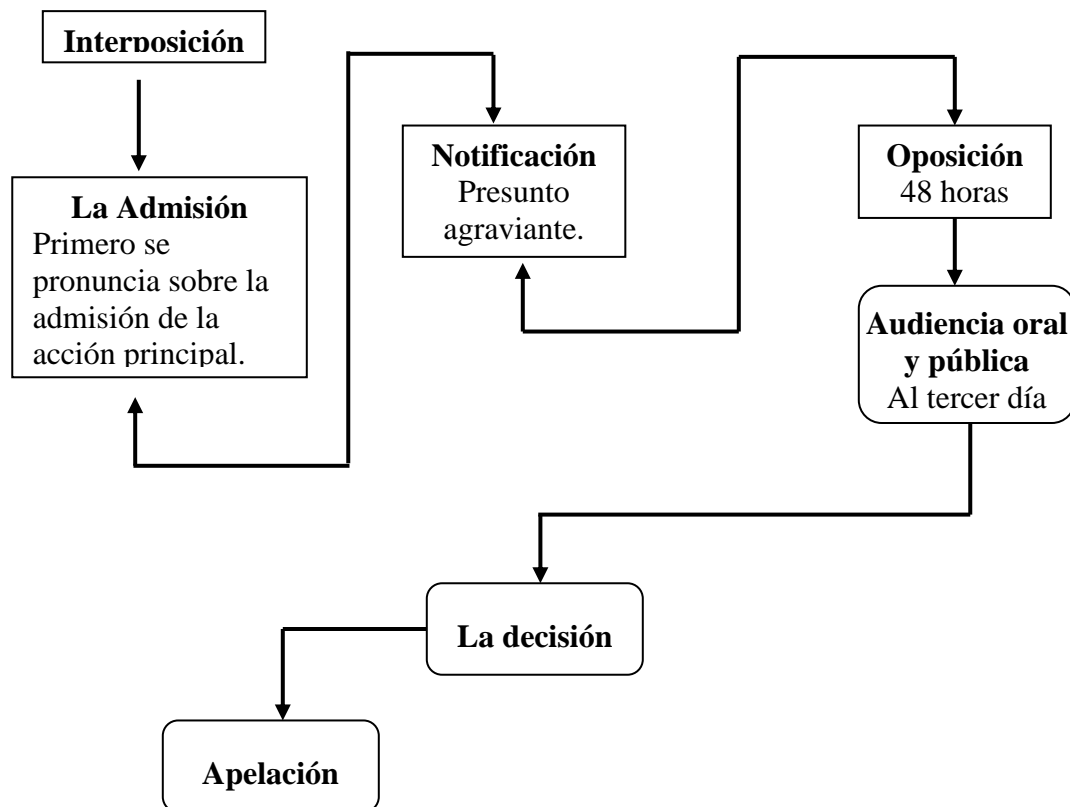 Interposición
La Admisión
Primero se
pronuncia sobre la
admisión de la
acción principal.
Notificación
Presunto
agraviante.
Oposición
48 horas
Audiencia oral
y pública
Al tercer día
La decisión
Apelación